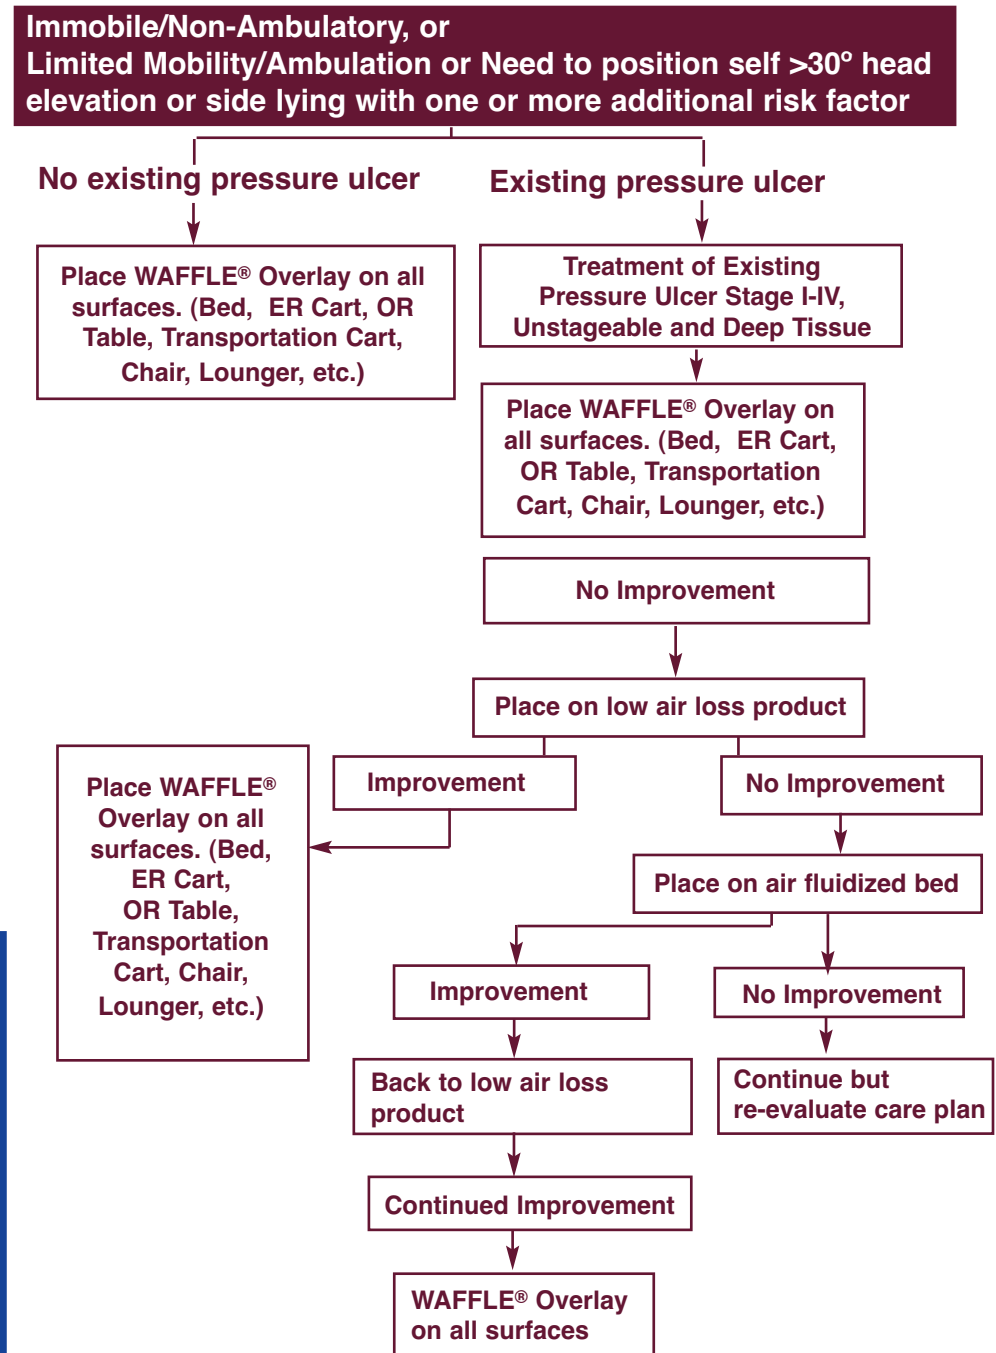 Immobile/Non-Ambulatory, or
Limited Mobility/Ambulation or Need to position self >30º head
elevation or side lying with one or more additional risk factor
No existing pressure ulcer
Existing pressure ulcer
Place WAFFLE® Overlay on all
surfaces. (Bed, ER Cart, OR
Table, Transportation Cart,
Chair, Lounger, etc.)
Treatment of Existing
Pressure Ulcer Stage I-IV,
Unstageable and Deep Tissue
Place WAFFLE® Overlay on
all surfaces. (Bed, ER Cart,
OR Table, Transportation
Cart, Chair, Lounger, etc.)
No Improvement
Place on low air loss product
Improvement
No Improvement
Place WAFFLE®
Overlay on all
surfaces. (Bed,
ER Cart,
OR Table,
Transportation
Cart, Chair,
Lounger, etc.)
Place on air fluidized bed
Improvement
No Improvement
Back to low air loss
product
Continue but
re-evaluate care plan
Continued Improvement
WAFFLE® Overlay
on all surfaces